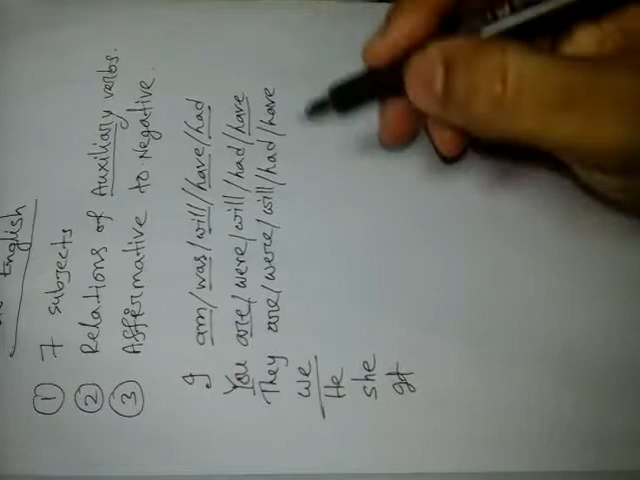 English
① 7 subjects
② Relations of Auxiliary verbs.
③ Affirmative to Negative.
I am/was/will/have/had
You are/were/will/had/have
They are/were/will/had/have
we
He
she
It